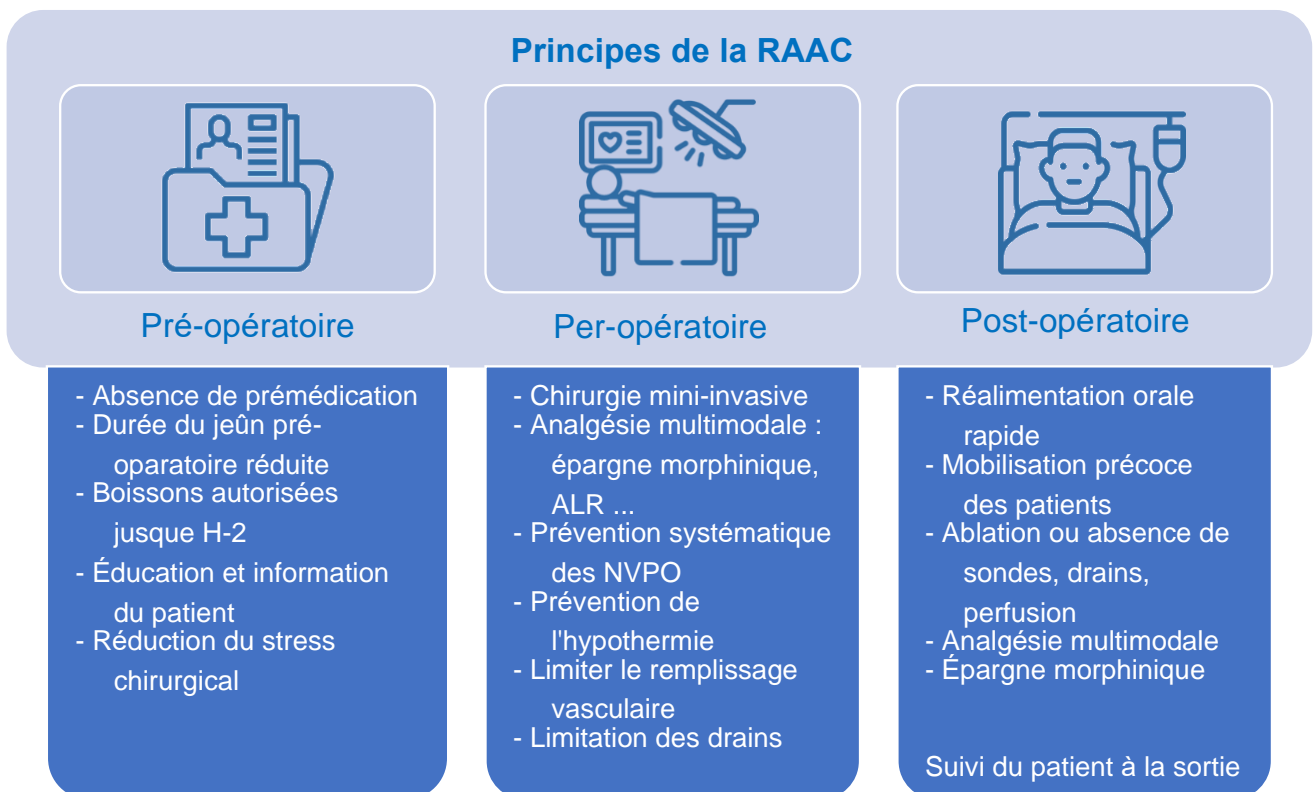 Principes de la RAAC
Pré-opératoire
- Absence de prémédication
- Durée du jeûn pré-
oparatoire réduite
- Boissons autorisées
jusque H-2
- Éducation et information
du patient
- Réduction du stress
chirurgical
Per-opératoire
- Chirurgie mini-invasive
- Analgésie multimodale :
épargne morphinique,
ALR ...
- Prévention systématique
des NVPO
- Prévention de
l'hypothermie
- Limiter le remplissage
vasculaire
- Limitation des drains
Post-opératoire
- Réalimentation orale
rapide
- Mobilisation précoce
des patients
- Ablation ou absence de
sondes, drains,
perfusion
- Analgésie multimodale
- Épargne morphinique
Suivi du patient à la sortie